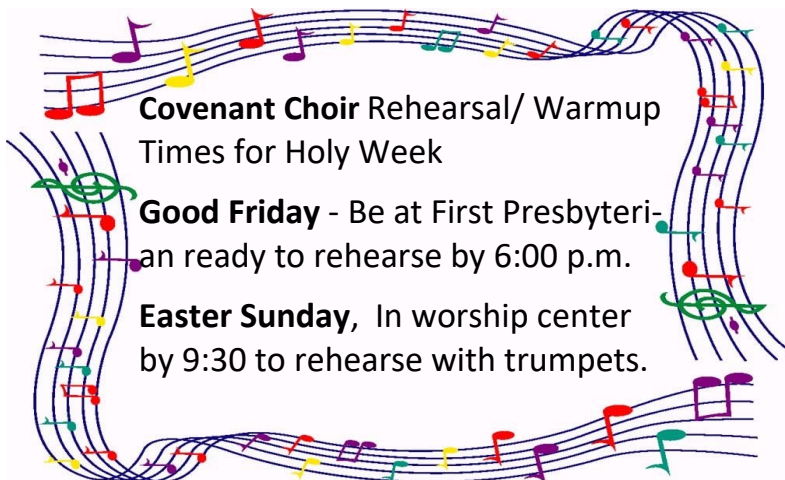 Covenant Choir Rehearsal/ Warmup
Times for Holy Week
Good Friday - Be at First Presbyteri-
an ready to rehearse by 6:00 p.m.
Easter Sunday,  In worship center
by 9:30 to rehearse with trumpets.